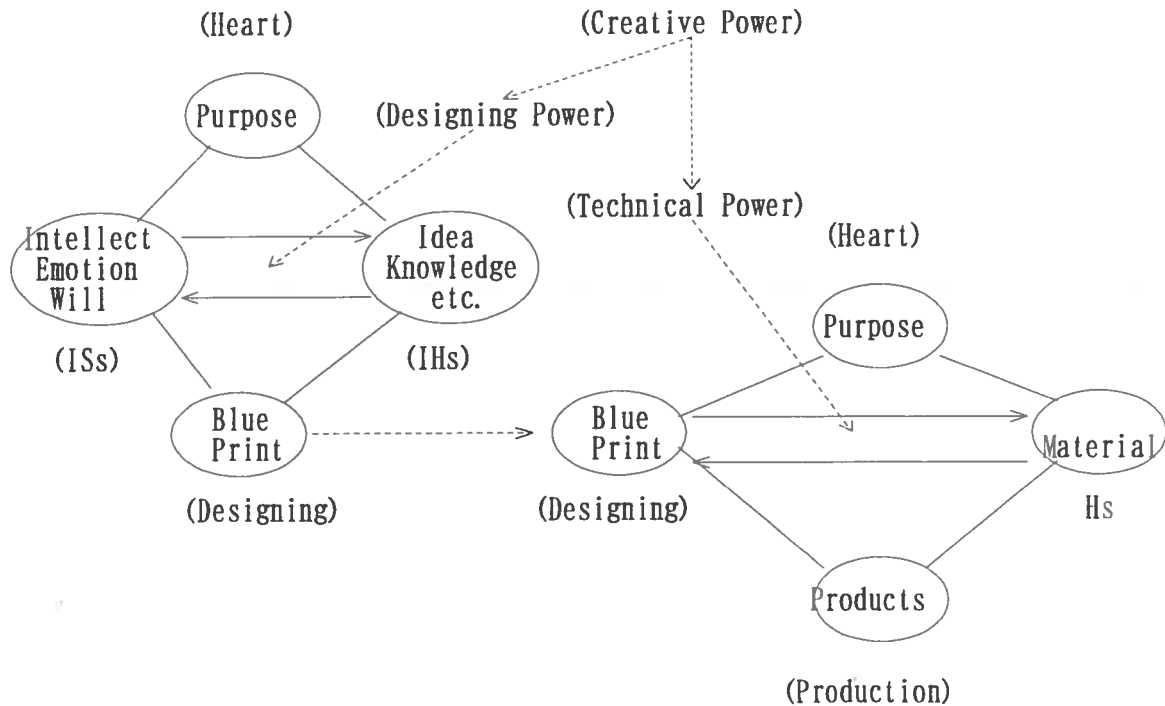 (Heart)
(Creative Power)
Purpose
(Designing Power)
(Technical Power)
(Heart)
Intellect
Emotion
Will
Idea
Knowledge
etc.
(ISs)
(IHs)
Purpose
Blue
Print
Blue
Print
Material
(Designing)
(Designing)
Hs
Products
(Production)